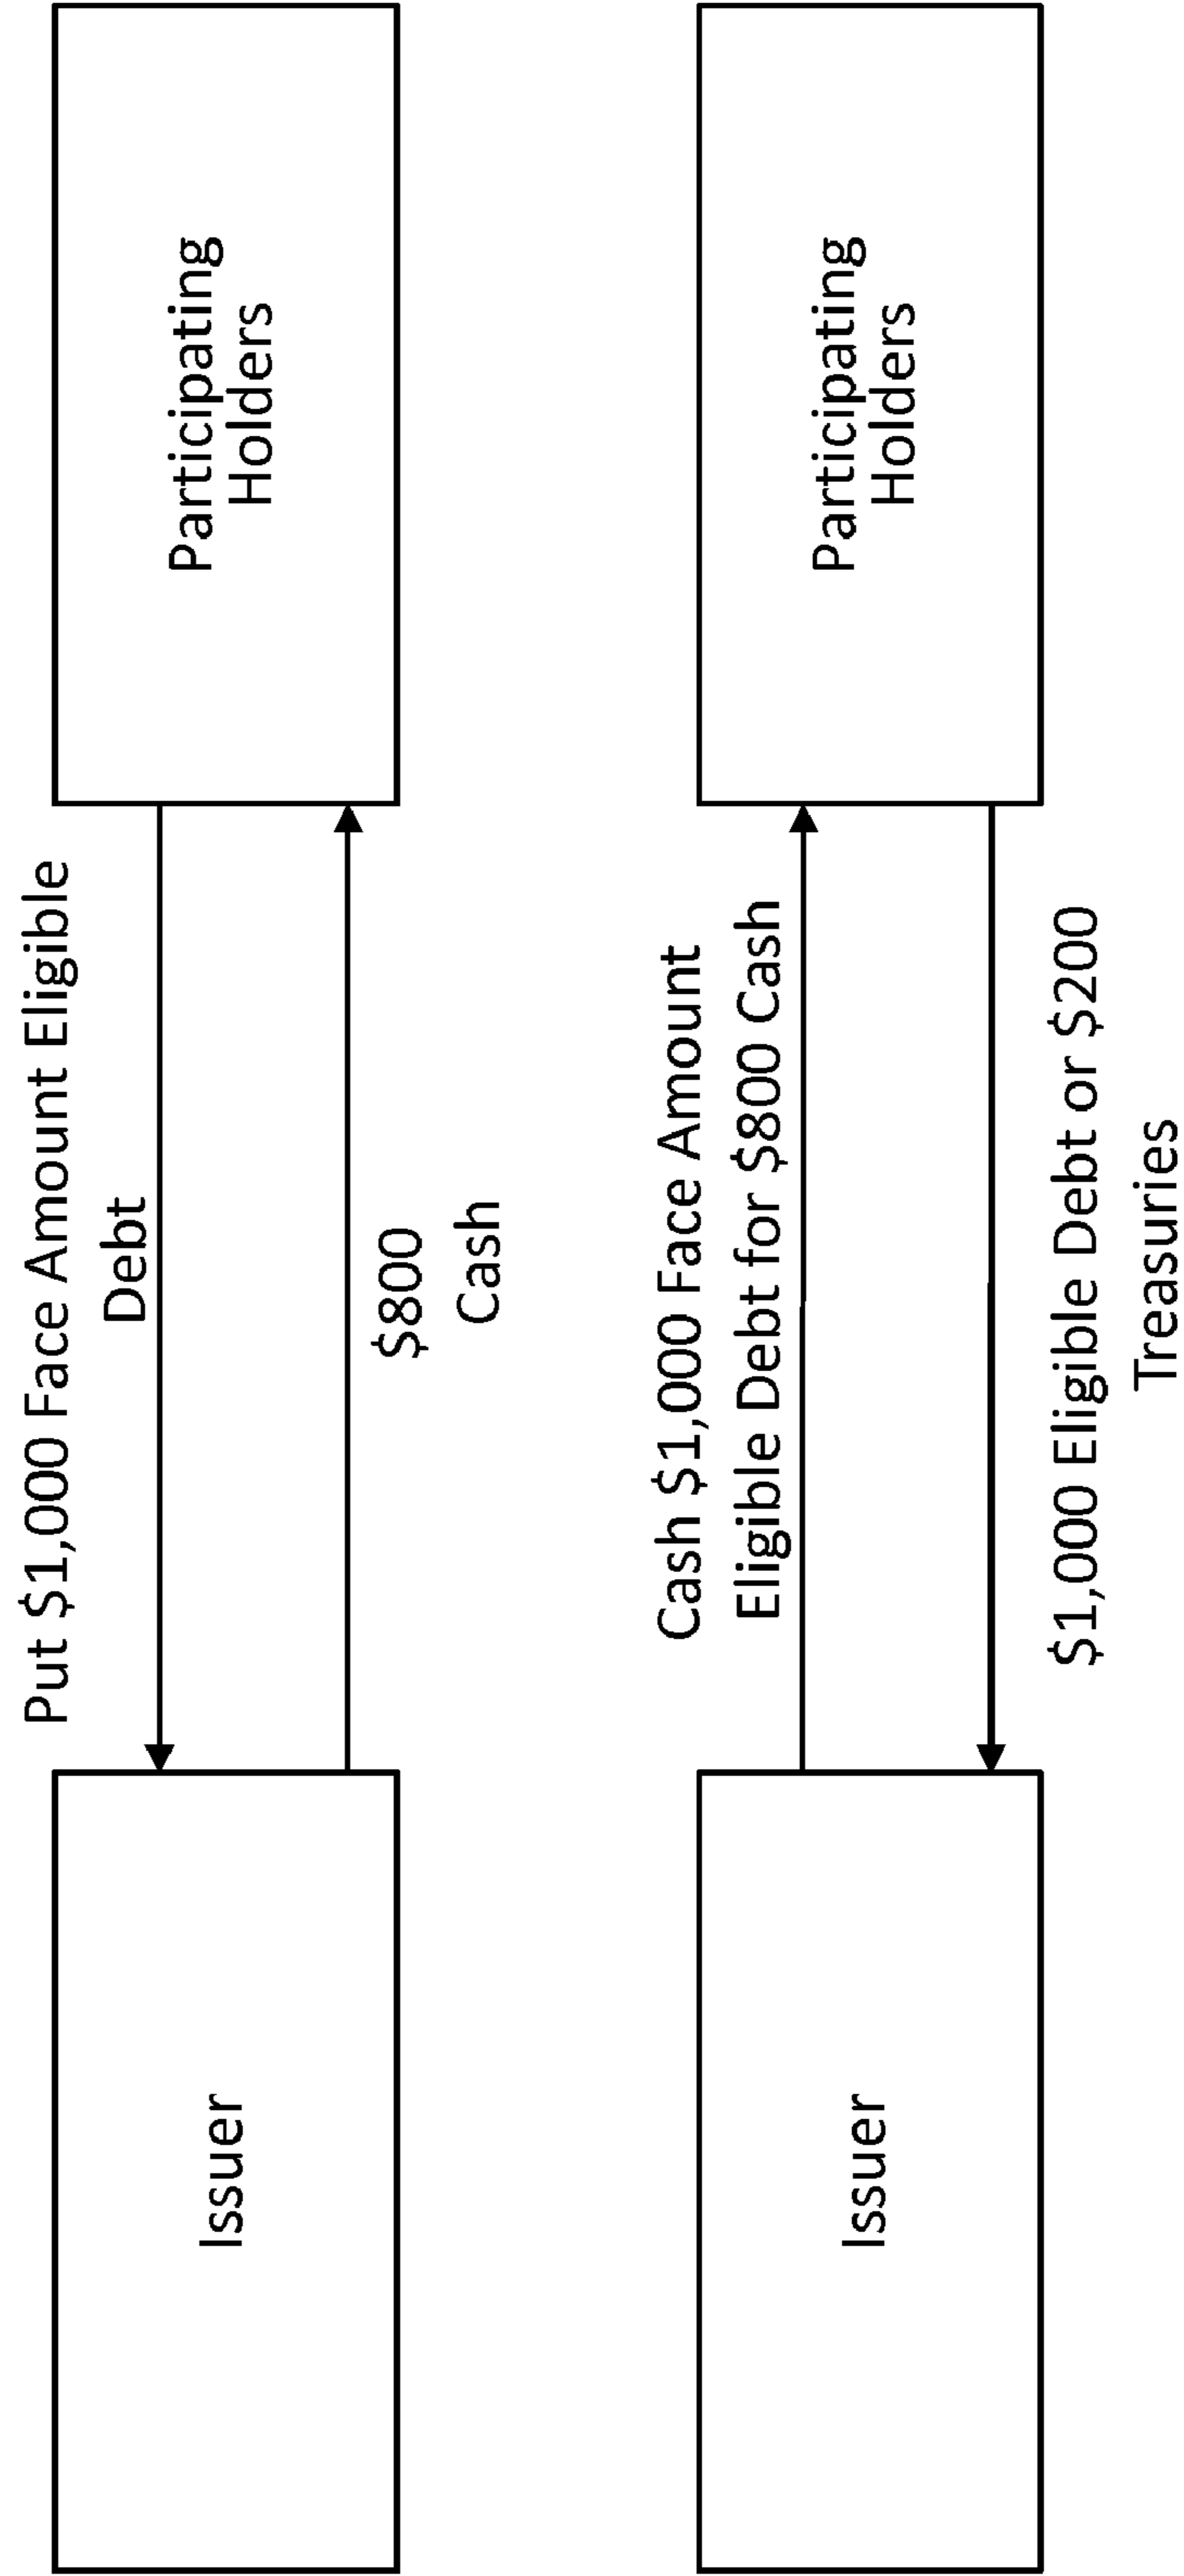 Put $1,000 Face Amount Eligible
Debt
Issuer
Participating
Holders
$800
Cash
Cash $1,000 Face Amount
Eligible Debt for $800 Cash
Issuer
Participating
Holders
$1,000 Eligible Debt or $200
Treasuries